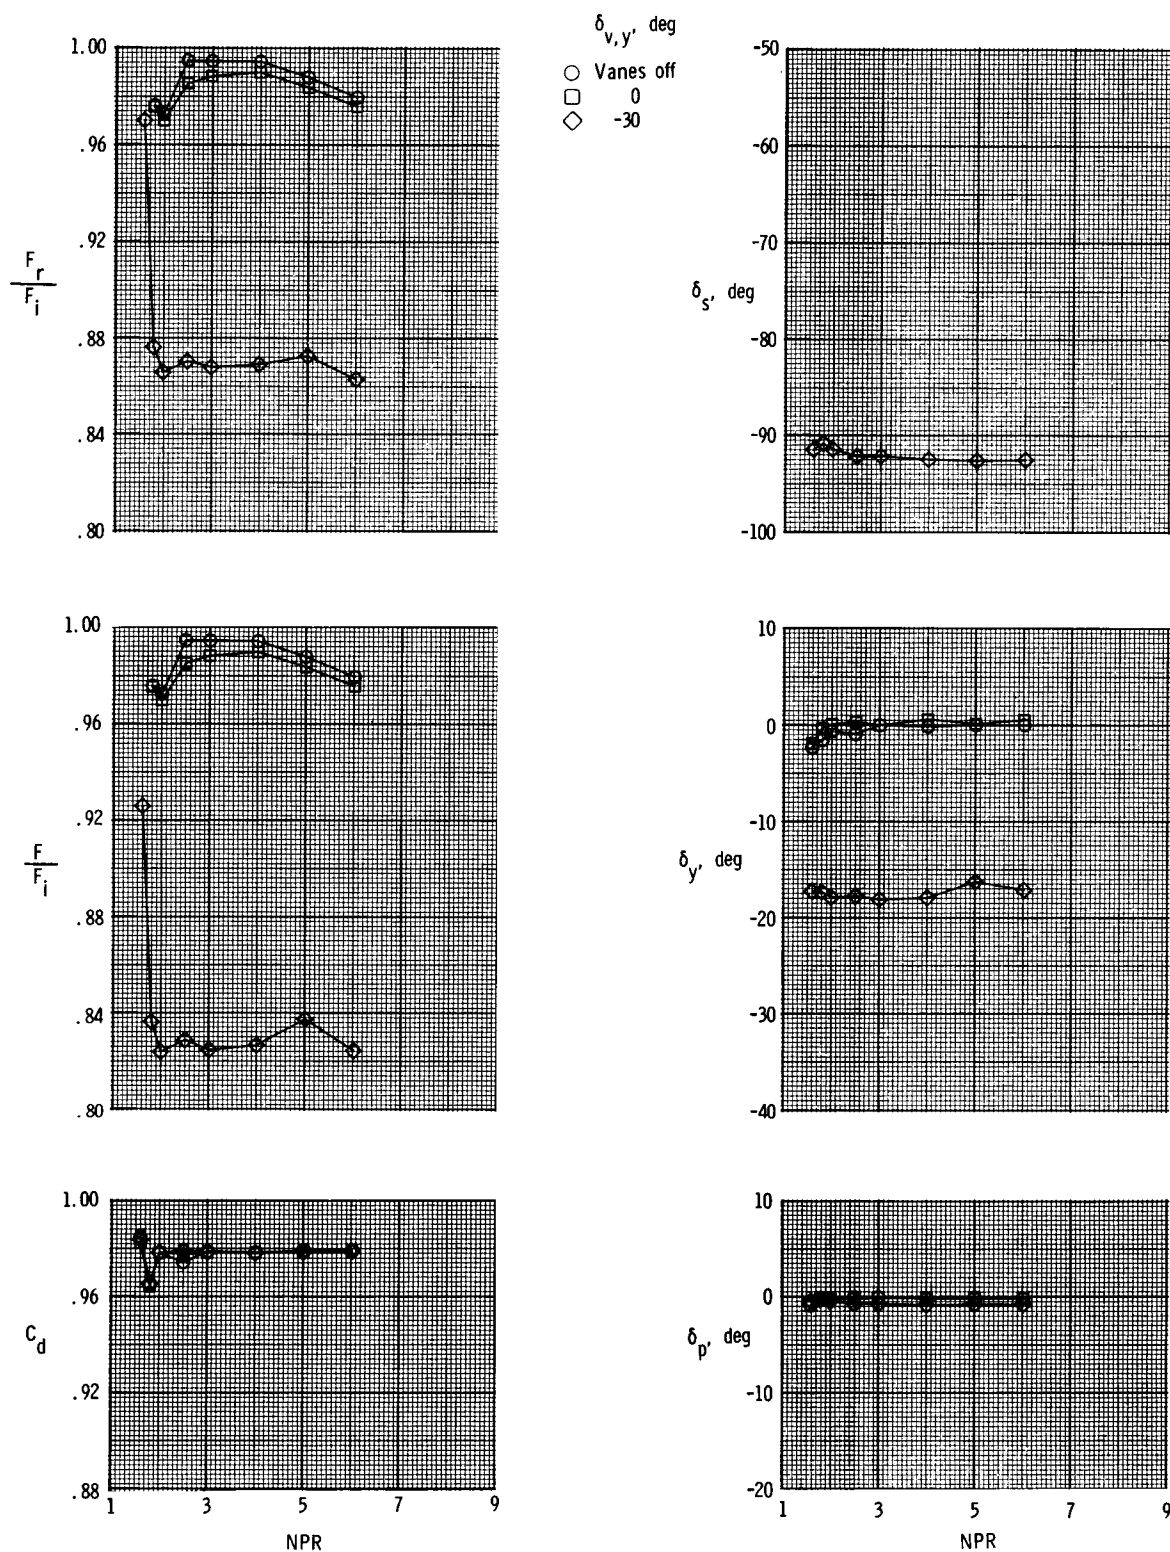 δv,y, deg
Vanes off
0
-30
1.00
.96
.92
.88
.84
.80
Fr
Fi
-50
-60
-70
-80
-90
-100
δs, deg
1.00
.96
.92
.88
.84
.80
F
Fi
10
0
-10
-20
-30
-40
δy, deg
1.00
.96
.92
.88
Cd
1 3 5 7 9
NPR
10
0
-10
-20
δp, deg
1 3 5 7 9
NPR